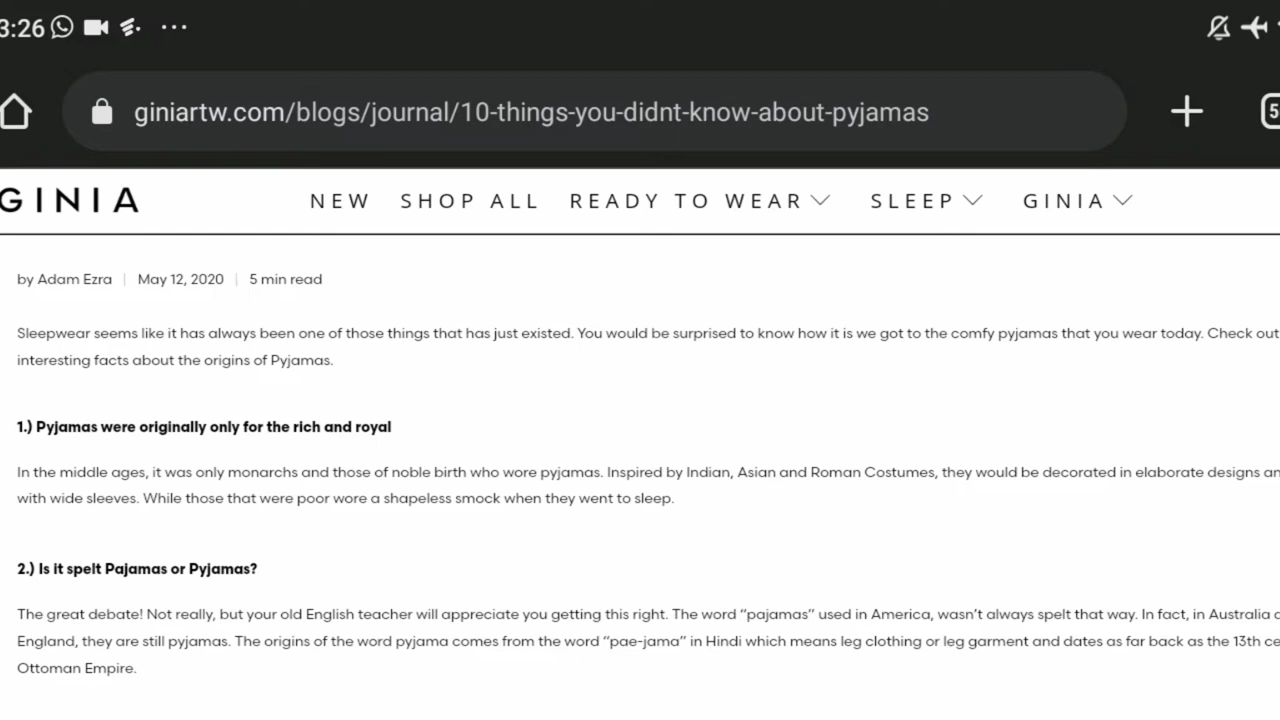 3:26
giniartw.com/blogs/journal/10-things-you-didnt-know-about-pyjamas
5
GINIA NEW SHOP ALL READY TO WEAR SLEEP GINIA
by Adam Ezra | May 12, 2020 | 5 min read
Sleepwear seems like it has always been one of those things that has just existed. You would be surprised to know how it is we got to the comfy pyjamas that you wear today. Check out
interesting facts about the origins of Pyjamas.
1.) Pyjamas were originally only for the rich and royal
In the middle ages, it was only monarchs and those of noble birth who wore pyjamas. Inspired by Indian, Asian and Roman Costumes, they would be decorated in elaborate designs
with wide sleeves. While those that were poor wore a shapeless smock when they went to sleep.
2.) Is it spelt Pajamas or Pyjamas?
The great debate! Not really, but your old English teacher will appreciate you getting this right. The word “pajamas” used in America, wasn’t always spelt that way. In fact, in Australia
England, they are still pyjamas. The origins of the word pyjama comes from the word “pae-jama” in Hindi which means leg clothing or leg garment and dates as far back as the 13th
Ottoman Empire.